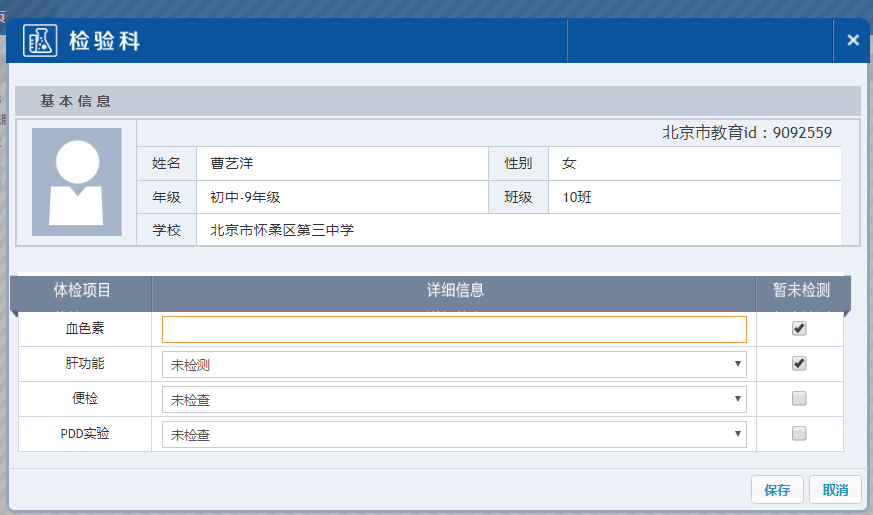 检验科
基本信息
北京市教育id：9092559
姓名 曹艺洋 性别 女
年级 初中-9年级 班级 10班
学校 北京市怀柔区第三中学
体检项目 详细信息 暂未检测
血色素
肝功能 未检测
便检 未检查
PDD实验 未检查
保存 取消